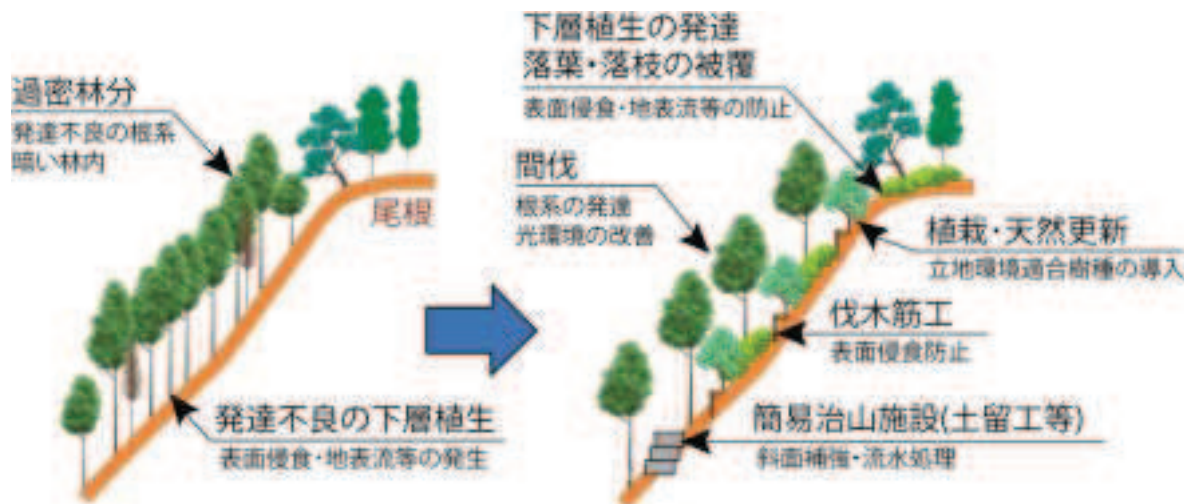 過密林分
発達不良の根系
暗い林内
尾根
発達不良の下層植生
表面侵食・地表流等の発生
下層植生の発達
落葉・落枝の被覆
表面侵食・地表流等の防止
間伐
根系の発達
光環境の改善
植栽・天然更新
立地環境適合樹種の導入
伐木筋工
表面侵食防止
簡易治山施設(土留工等)
斜面補強・流水処理